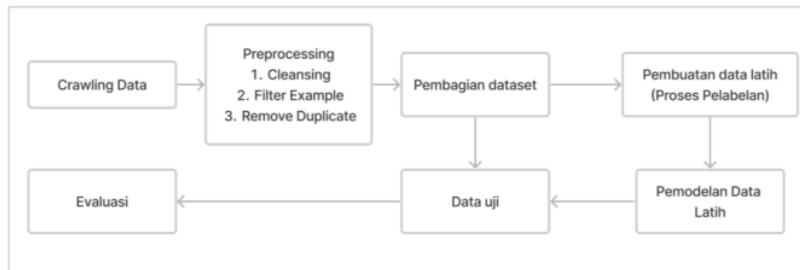 Crawling Data
Preprocessing
1. Cleansing
2. Filter Example
3. Remove Duplicate
Pembagian dataset
Pembuatan data latih
(Proses Pelabelan)
Evaluasi
Data uji
Pemodelan Data
Latih